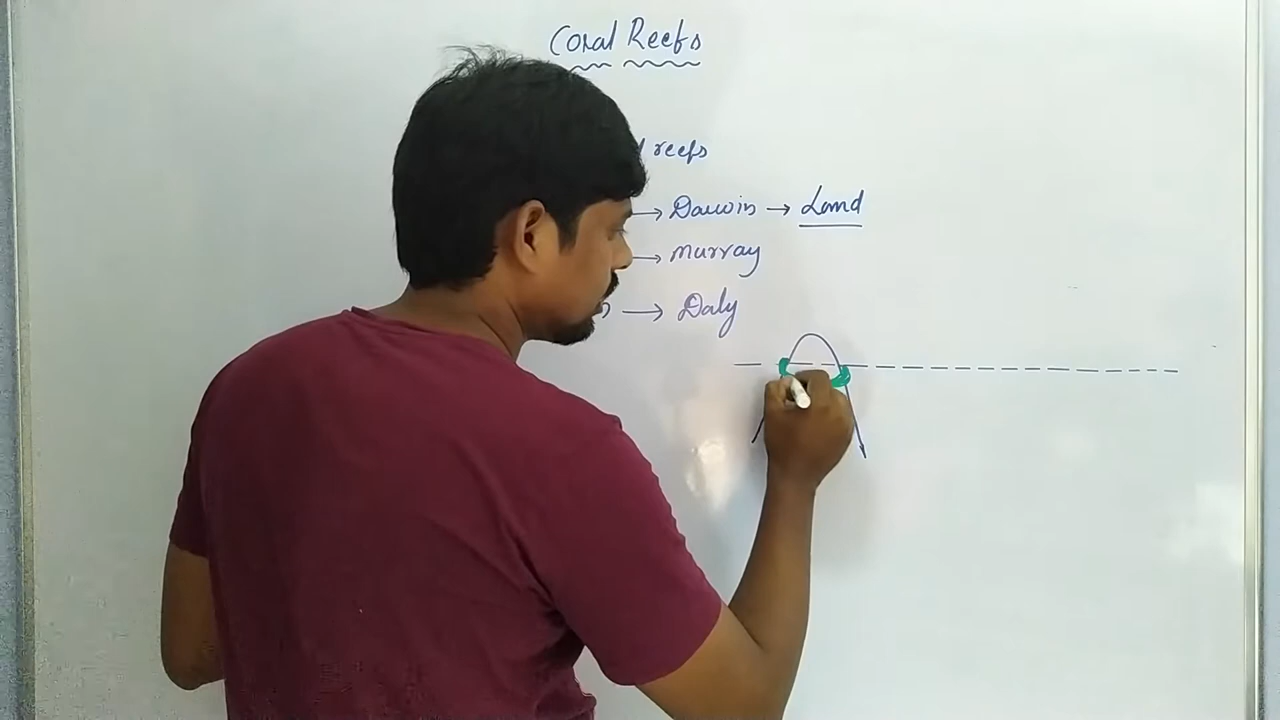 Coral Reefs
reefs
→ Darwin → Land
→ Murray
→ Daly